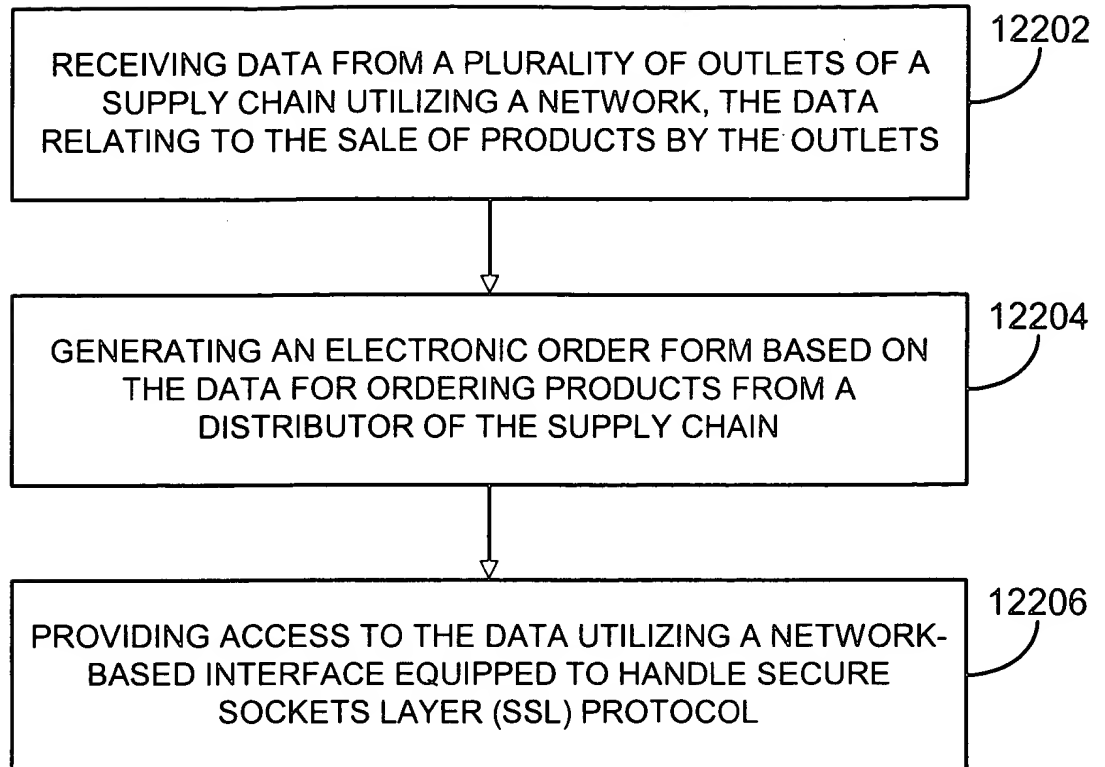 12202
RECEIVING DATA FROM A PLURALITY OF OUTLETS OF A
SUPPLY CHAIN UTILIZING A NETWORK, THE DATA
RELATING TO THE SALE OF PRODUCTS BY THE OUTLETS
12204
GENERATING AN ELECTRONIC ORDER FORM BASED ON
THE DATA FOR ORDERING PRODUCTS FROM A
DISTRIBUTOR OF THE SUPPLY CHAIN
12206
PROVIDING ACCESS TO THE DATA UTILIZING A NETWORK-
BASED INTERFACE EQUIPPED TO HANDLE SECURE
SOCKETS LAYER (SSL) PROTOCOL